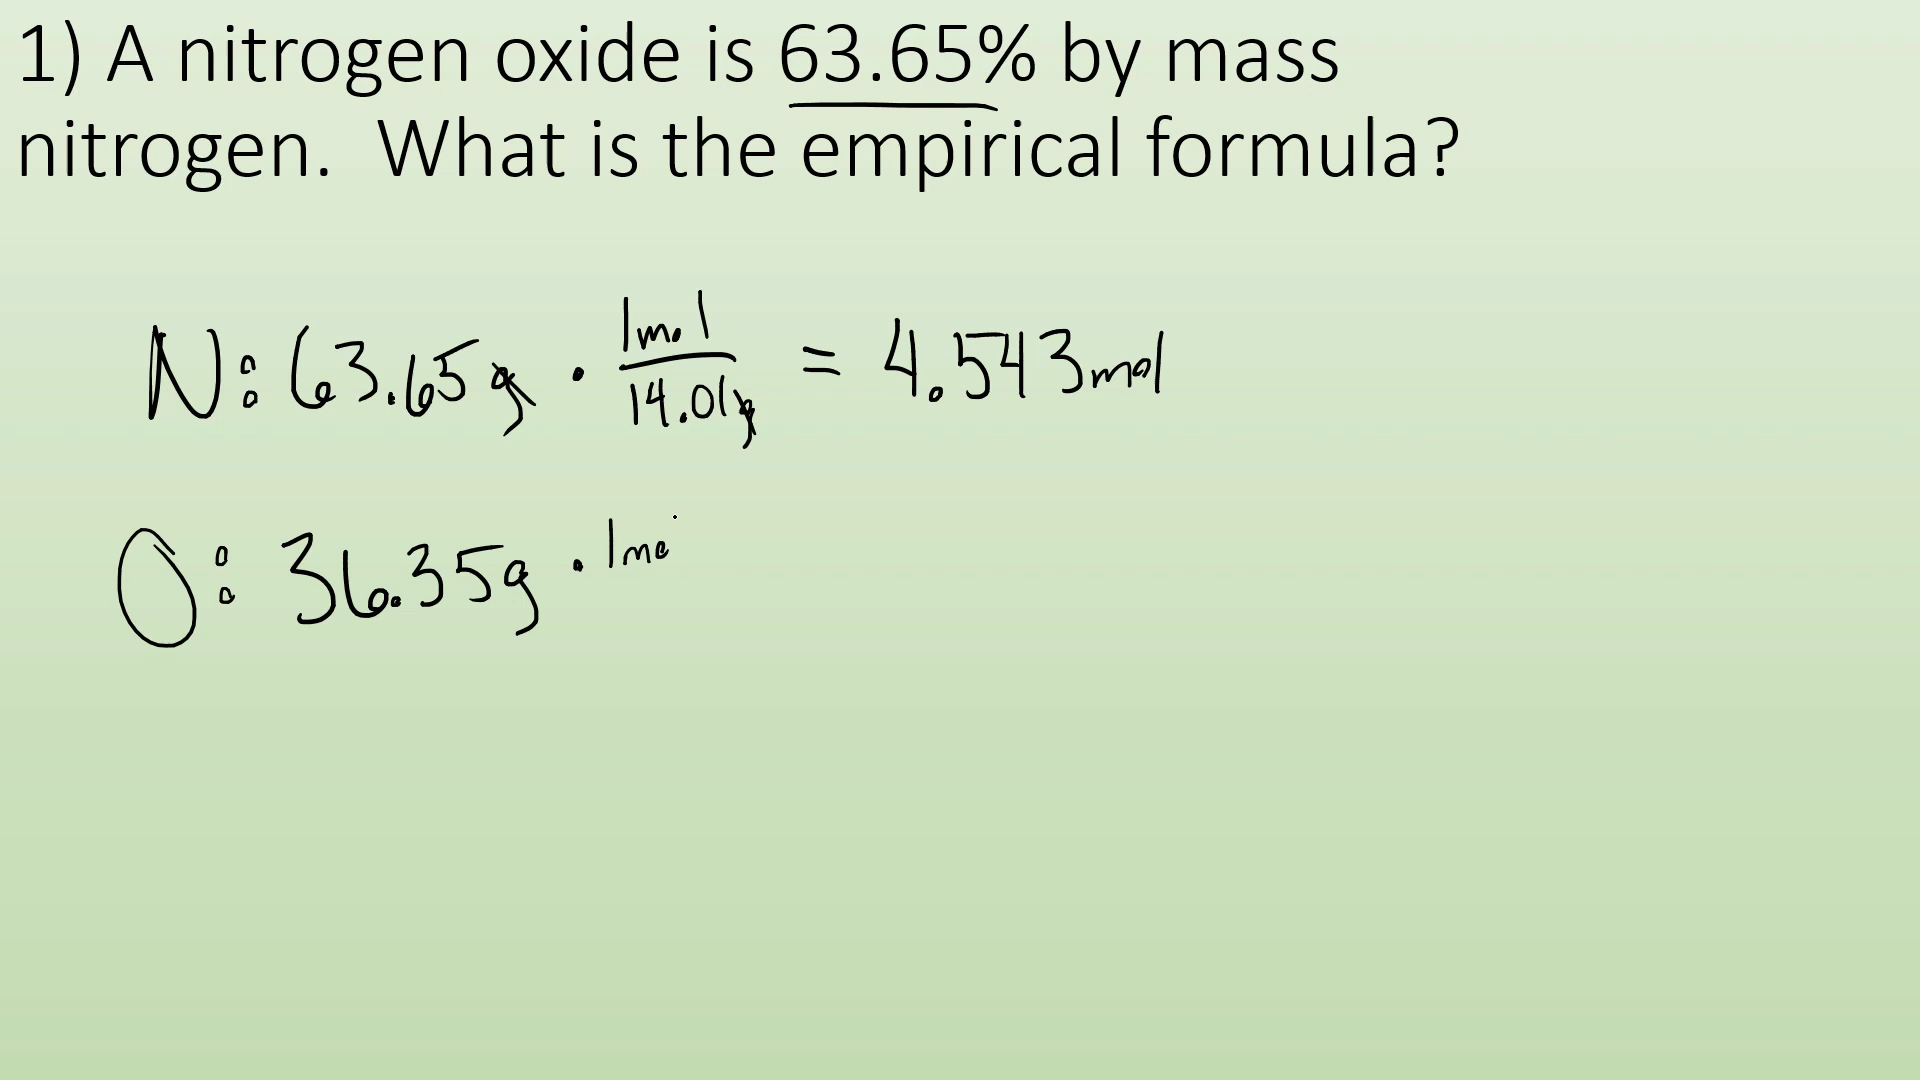 1) A nitrogen oxide is 63.65% by mass
nitrogen. What is the empirical formula?
N: 63.65g · 1mol/14.01g = 4.543mol
O: 36.35g · 1mo